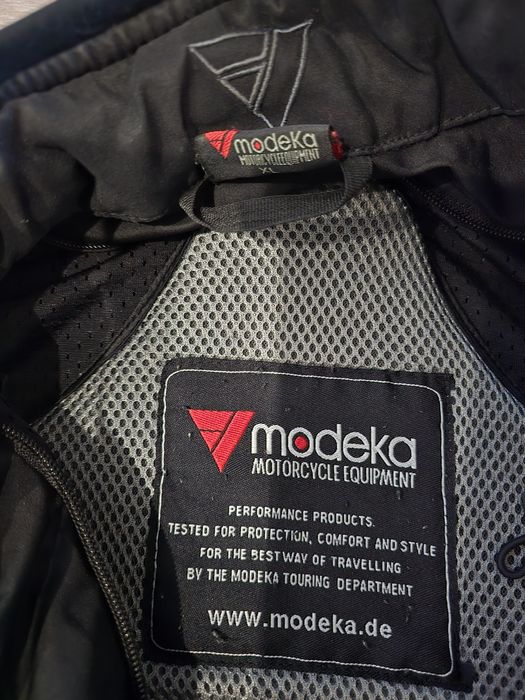 modeka
MOTORCYCLE EQUIPMENT
XL
modeka
MOTORCYCLE EQUIPMENT
PERFORMANCE PRODUCTS.
TESTED FOR PROTECTION, COMFORT AND STYLE
FOR THE BEST WAY OF TRAVELLING
BY THE MODEKA TOURING DEPARTMENT
www.modeka.de